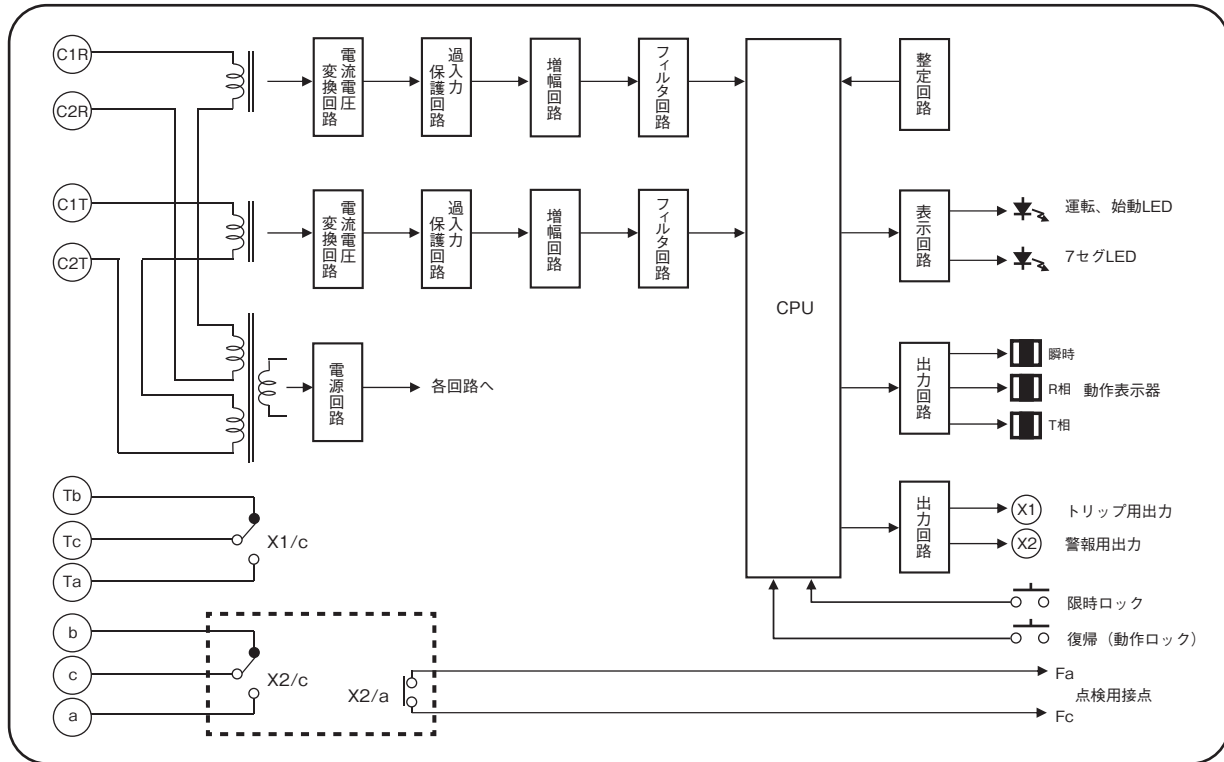 C1R
C2R
電流電圧
変換回路
過入力
保護回路
増幅回路
フィルタ回路
整定回路
C1T
C2T
電流電圧
変換回路
過入力
保護回路
増幅回路
フィルタ回路
CPU
表示回路
運転、始動LED
7セグLED
電源回路
各回路へ
出力回路
瞬時
R相 動作表示器
T相
Tb
Tc
Ta
X1/c
出力回路
X1 トリップ用出力
X2 警報用出力
限時ロック
復帰（動作ロック）
b
c
a
X2/c
X2/a
Fa
点検用接点
Fc